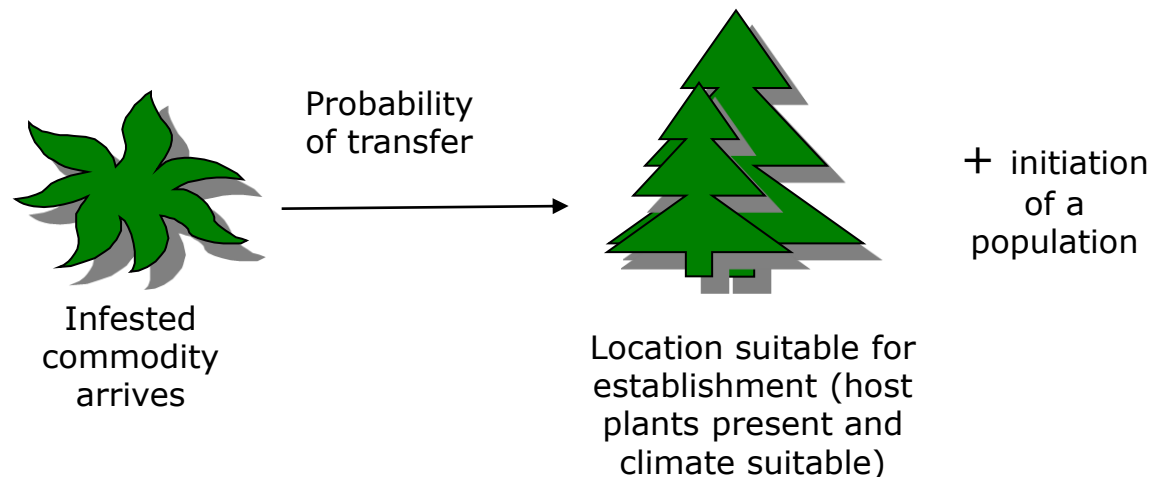 Probability
of transfer
+ initiation
of a
population
Infested
commodity
arrives
Location suitable for
establishment (host
plants present and
climate suitable)